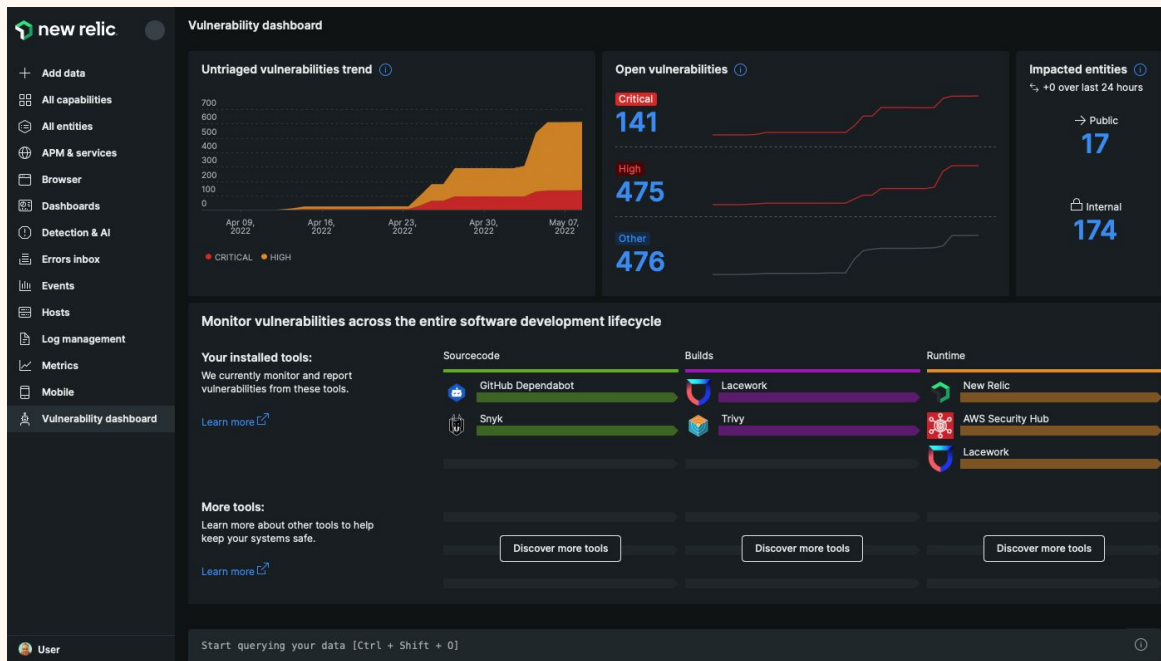 new relic.
Add data
All capabilities
All entities
APM & services
Browser
Dashboards
Detection & AI
Errors inbox
Events
Hosts
Log management
Metrics
Mobile
Vulnerability dashboard
User
Vulnerability dashboard
Untriaged vulnerabilities trend
700
600
500
400
300
200
100
0
Apr 09,
2022
Apr 16,
2022
Apr 23,
2022
Apr 30,
2022
May 07,
2022
CRITICAL HIGH
Open vulnerabilities
Critical
141
High
475
Other
476
Impacted entities
+0 over last 24 hours
Public
17
Internal
174
Monitor vulnerabilities across the entire software development lifecycle
Your installed tools:
We currently monitor and report
vulnerabilities from these tools.
Learn more
Sourcecode
GitHub Dependabot
Snyk
Builds
Lacework
Trivy
Runtime
New Relic
AWS Security Hub
Lacework
More tools:
Learn more about other tools to help
keep your systems safe.
Learn more
Discover more tools
Discover more tools
Discover more tools
Start querying your data [Ctrl + Shift + O]